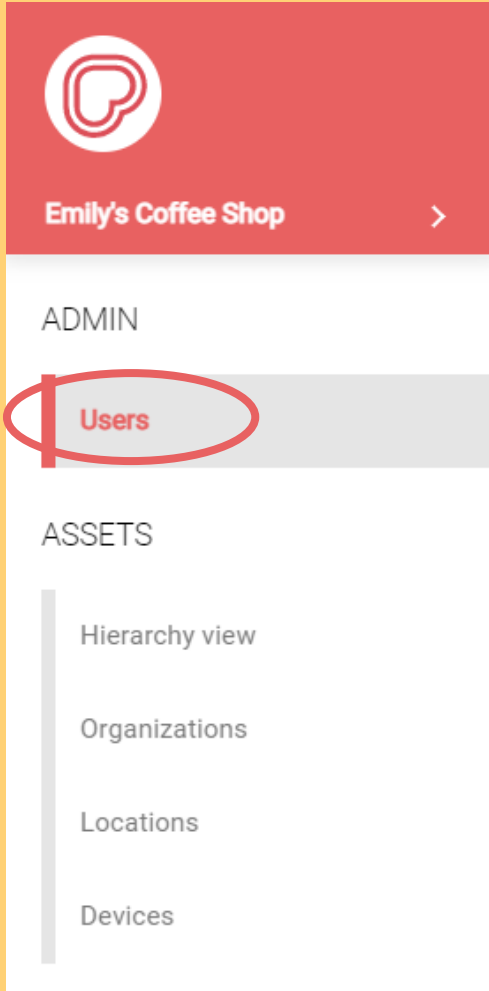 Emily's Coffee Shop
ADMIN
Users
ASSETS
Hierarchy view
Organizations
Locations
Devices